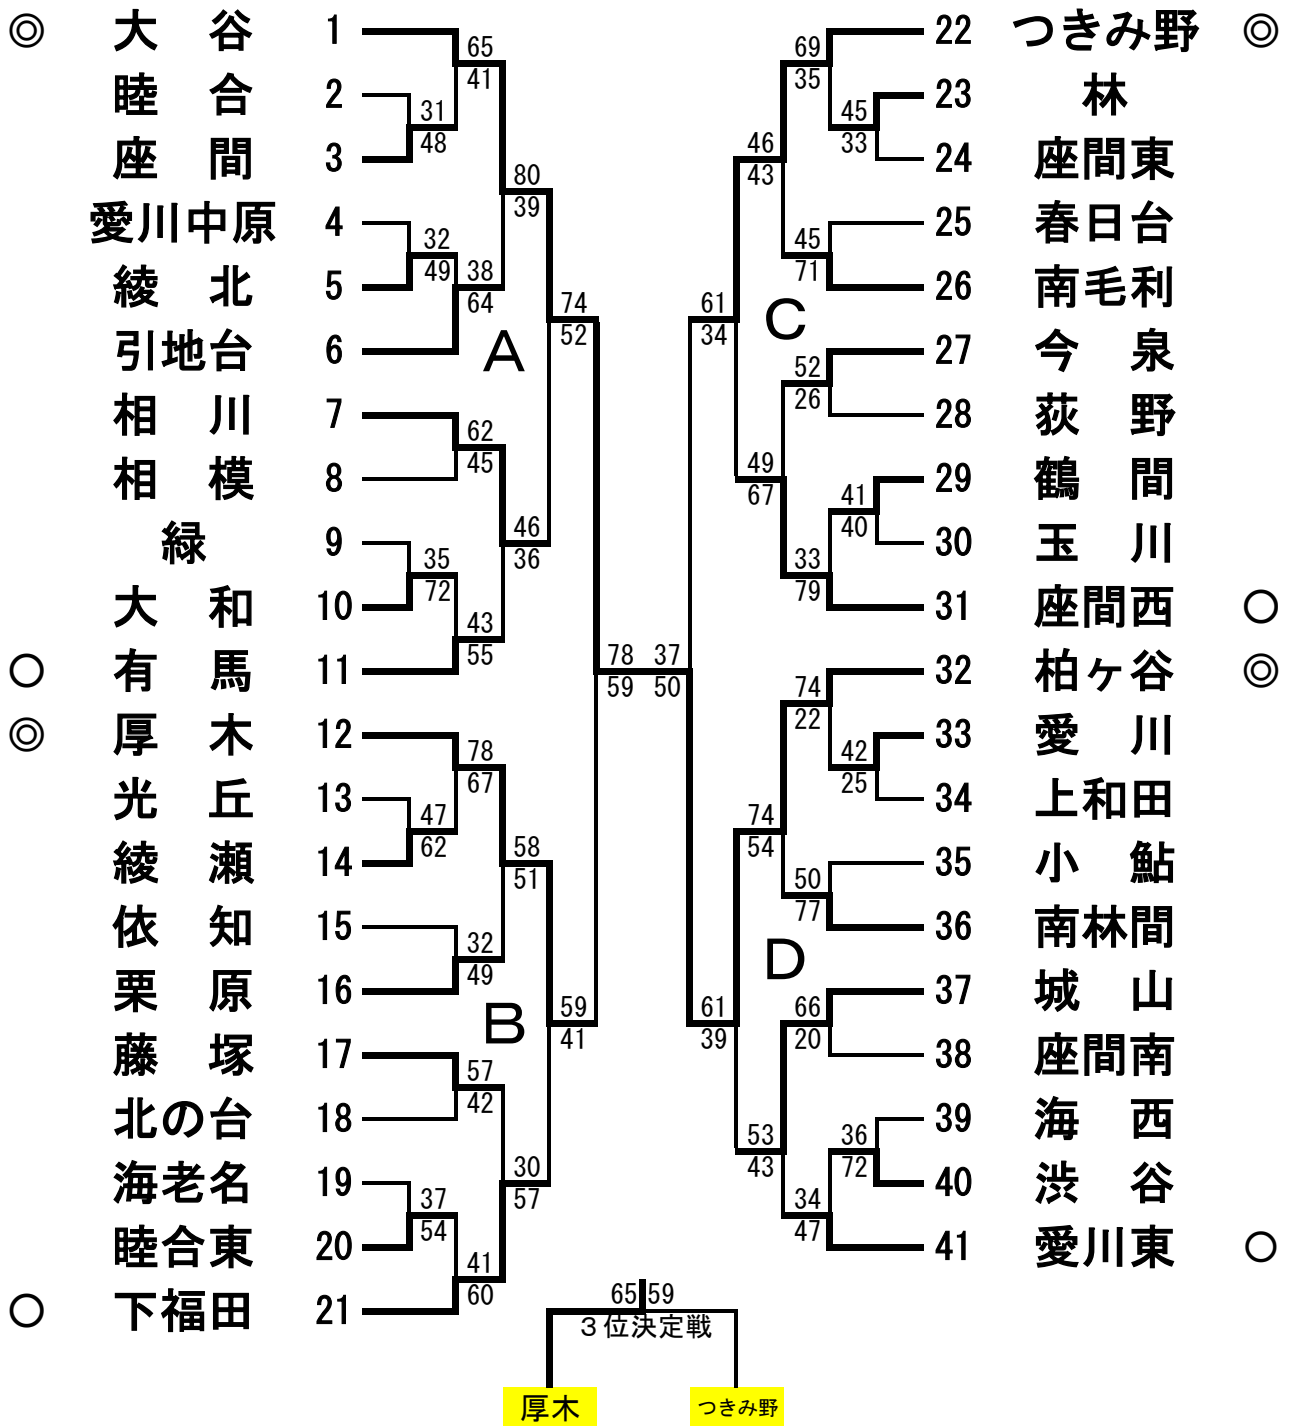 ◎ 大 谷 1
睦 合 2
座 間 3
愛川中原 4
綾 北 5
引地台 6
相 川 7
相 模 8
緑 9
大 和 10
○ 有 馬 11
◎ 厚 木 12
光 丘 13
綾 瀬 14
依 知 15
栗 原 16
藤 塚 17
北の台 18
海老名 19
睦合東 20
○ 下福田 21
31
48
32
49
35
72
47
62
37
54
65
41
38
64
62
45
43
55
78
67
32
49
57
42
41
60
80
39
46
36
58
51
30
57
74
52
59
41
A
B
78 37
59 50
61
34
61
39
C
D
46
43
49
67
74
54
53
43
69
35
45
71
52
26
33
79
74
22
50
77
66
20
34
47
45
33
41
40
42
25
36
72
22 つきみ野 ◎
23 林
24 座間東
25 春日台
26 南毛利
27 今 泉
28 荻 野
29 鶴 間
30 玉 川
31 座間西 ○
32 柏ヶ谷 ◎
33 愛 川
34 上和田
35 小 鮎
36 南林間
37 城 山
38 座間南
39 海 西
40 渋 谷
41 愛川東 ○
65 59
３位決定戦
厚木 つきみ野